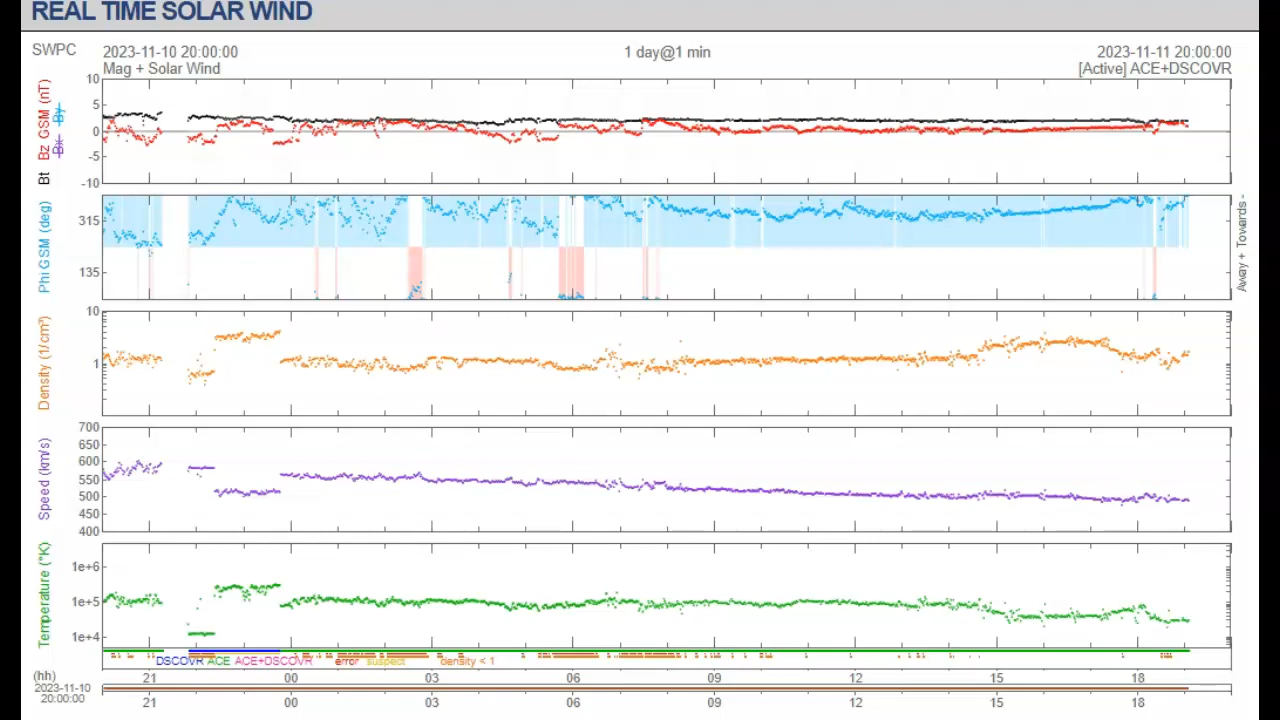 REAL TIME SOLAR WIND
SWPC
2023-11-10 20:00:00
1 day@1 min
2023-11-11 20:00:00
Mag + Solar Wind
[Active] ACE+DSCOVR
Bt Bz GSM (nT)
Bx By
10
5
0
-5
-10
Phi GSM (deg)
315
135
Away + Towards -
Density (1/cm³)
10
1
Speed (km/s)
700
650
600
550
500
450
400
Temperature (°K)
1e+6
1e+5
1e+4
DSCOVR ACE ACE+DSCOVR error suspect density < 1
(hh)
21 00 03 06 09 12 15 18
2023-11-10
20:00:00
21 00 03 06 09 12 15 18